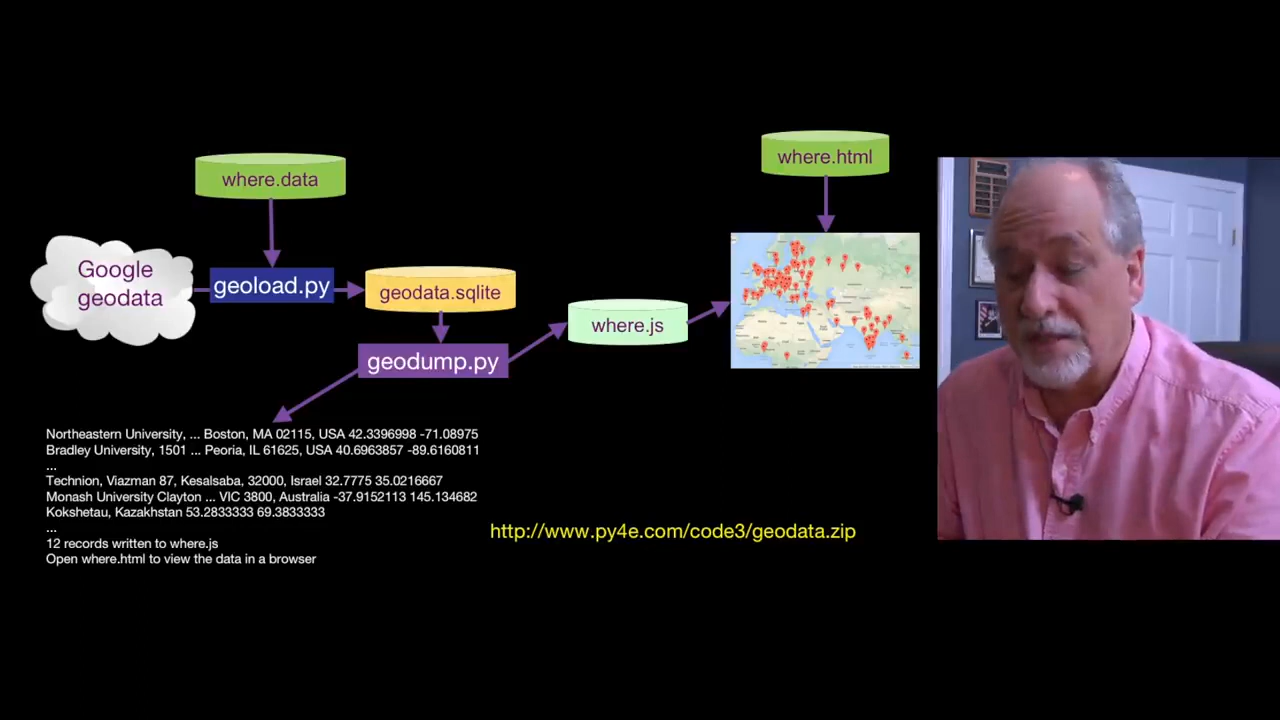 where.data
where.html
Google
geodata
geoload.py
geodata.sqlite
where.js
geodump.py
Northeastern University, ... Boston, MA 02115, USA 42.3396998 -71.08975
Bradley University, 1501 ... Peoria, IL 61625, USA 40.6963857 -89.6160811
...
Technion, Viazman 87, Kesalsaba, 32000, Israel 32.7775 35.0216667
Monash University Clayton ... VIC 3800, Australia -37.9152113 145.134682
Kokshetau, Kazakhstan 53.2833333 69.3833333
...
12 records written to where.js
Open where.html to view the data in a browser
http://www.py4e.com/code3/geodata.zip